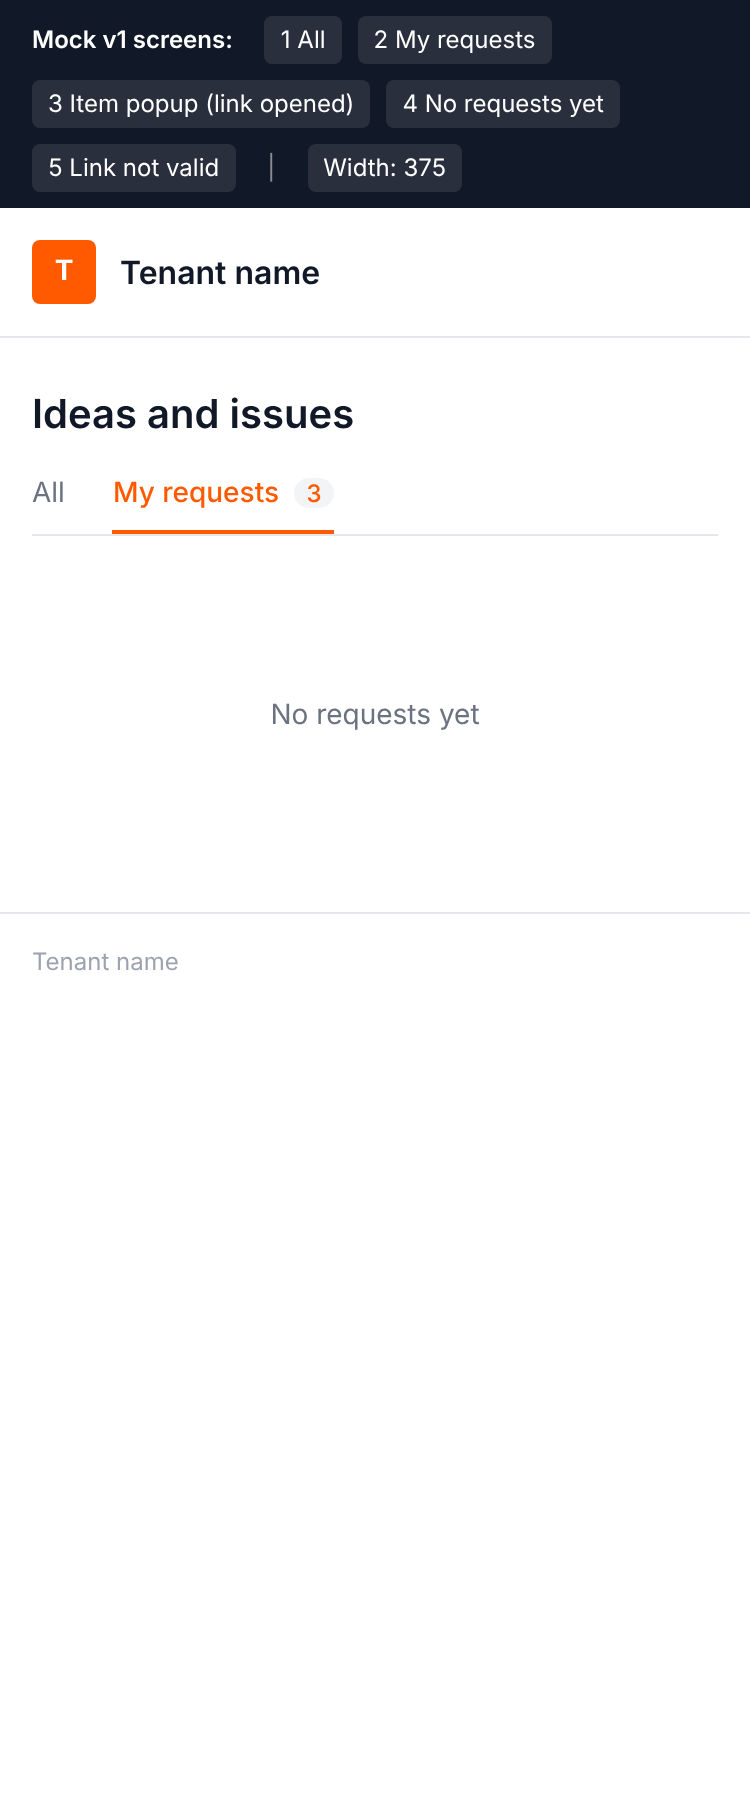 Mock v1 screens: 1 All 2 My requests
3 Item popup (link opened) 4 No requests yet
5 Link not valid | Width: 375
T Tenant name
Ideas and issues
All My requests 3
No requests yet
Tenant name